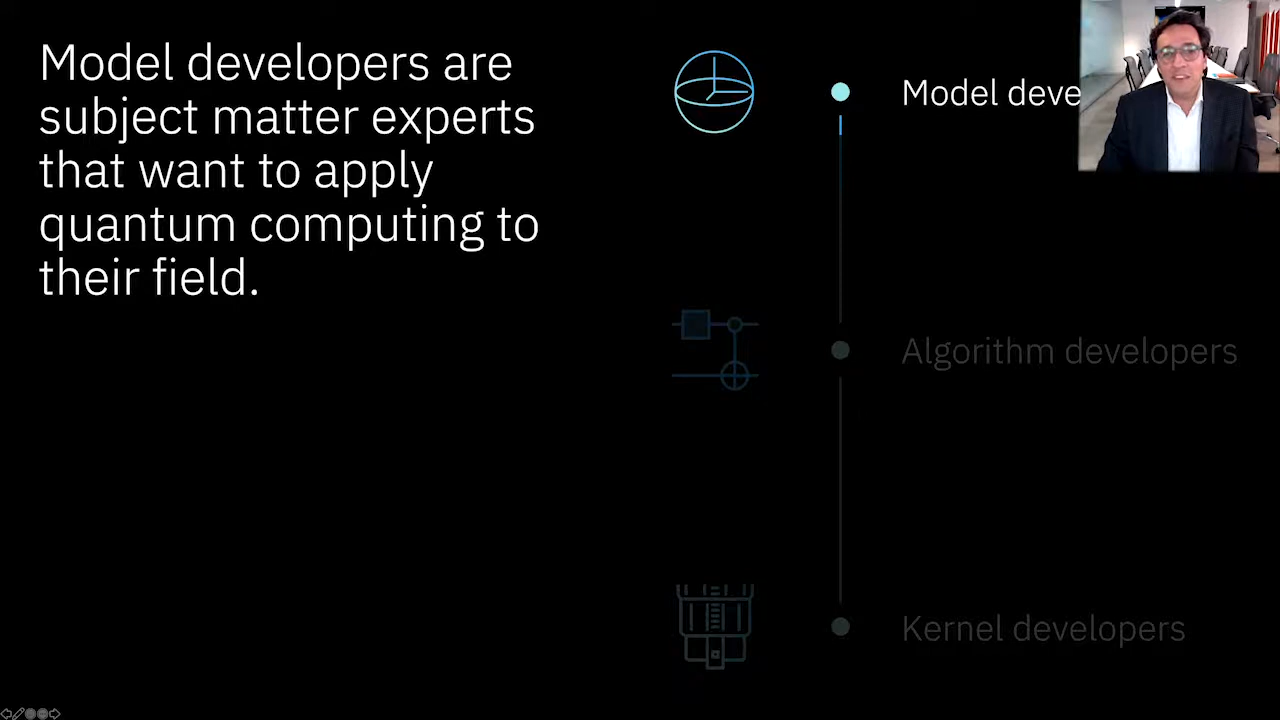 Model developers are
subject matter experts
that want to apply
quantum computing to
their field.
Model deve
Algorithm developers
Kernel developers